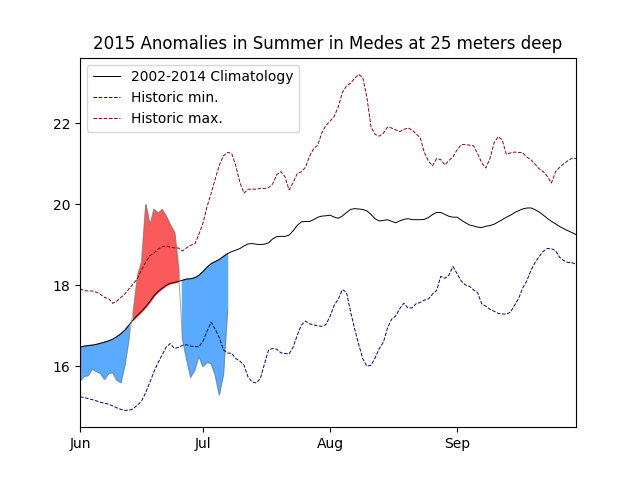 2015 Anomalies in Summer in Medes at 25 meters deep
2002-2014 Climatology
Historic min.
Historic max.
22
20
18
16
Jun Jul Aug Sep